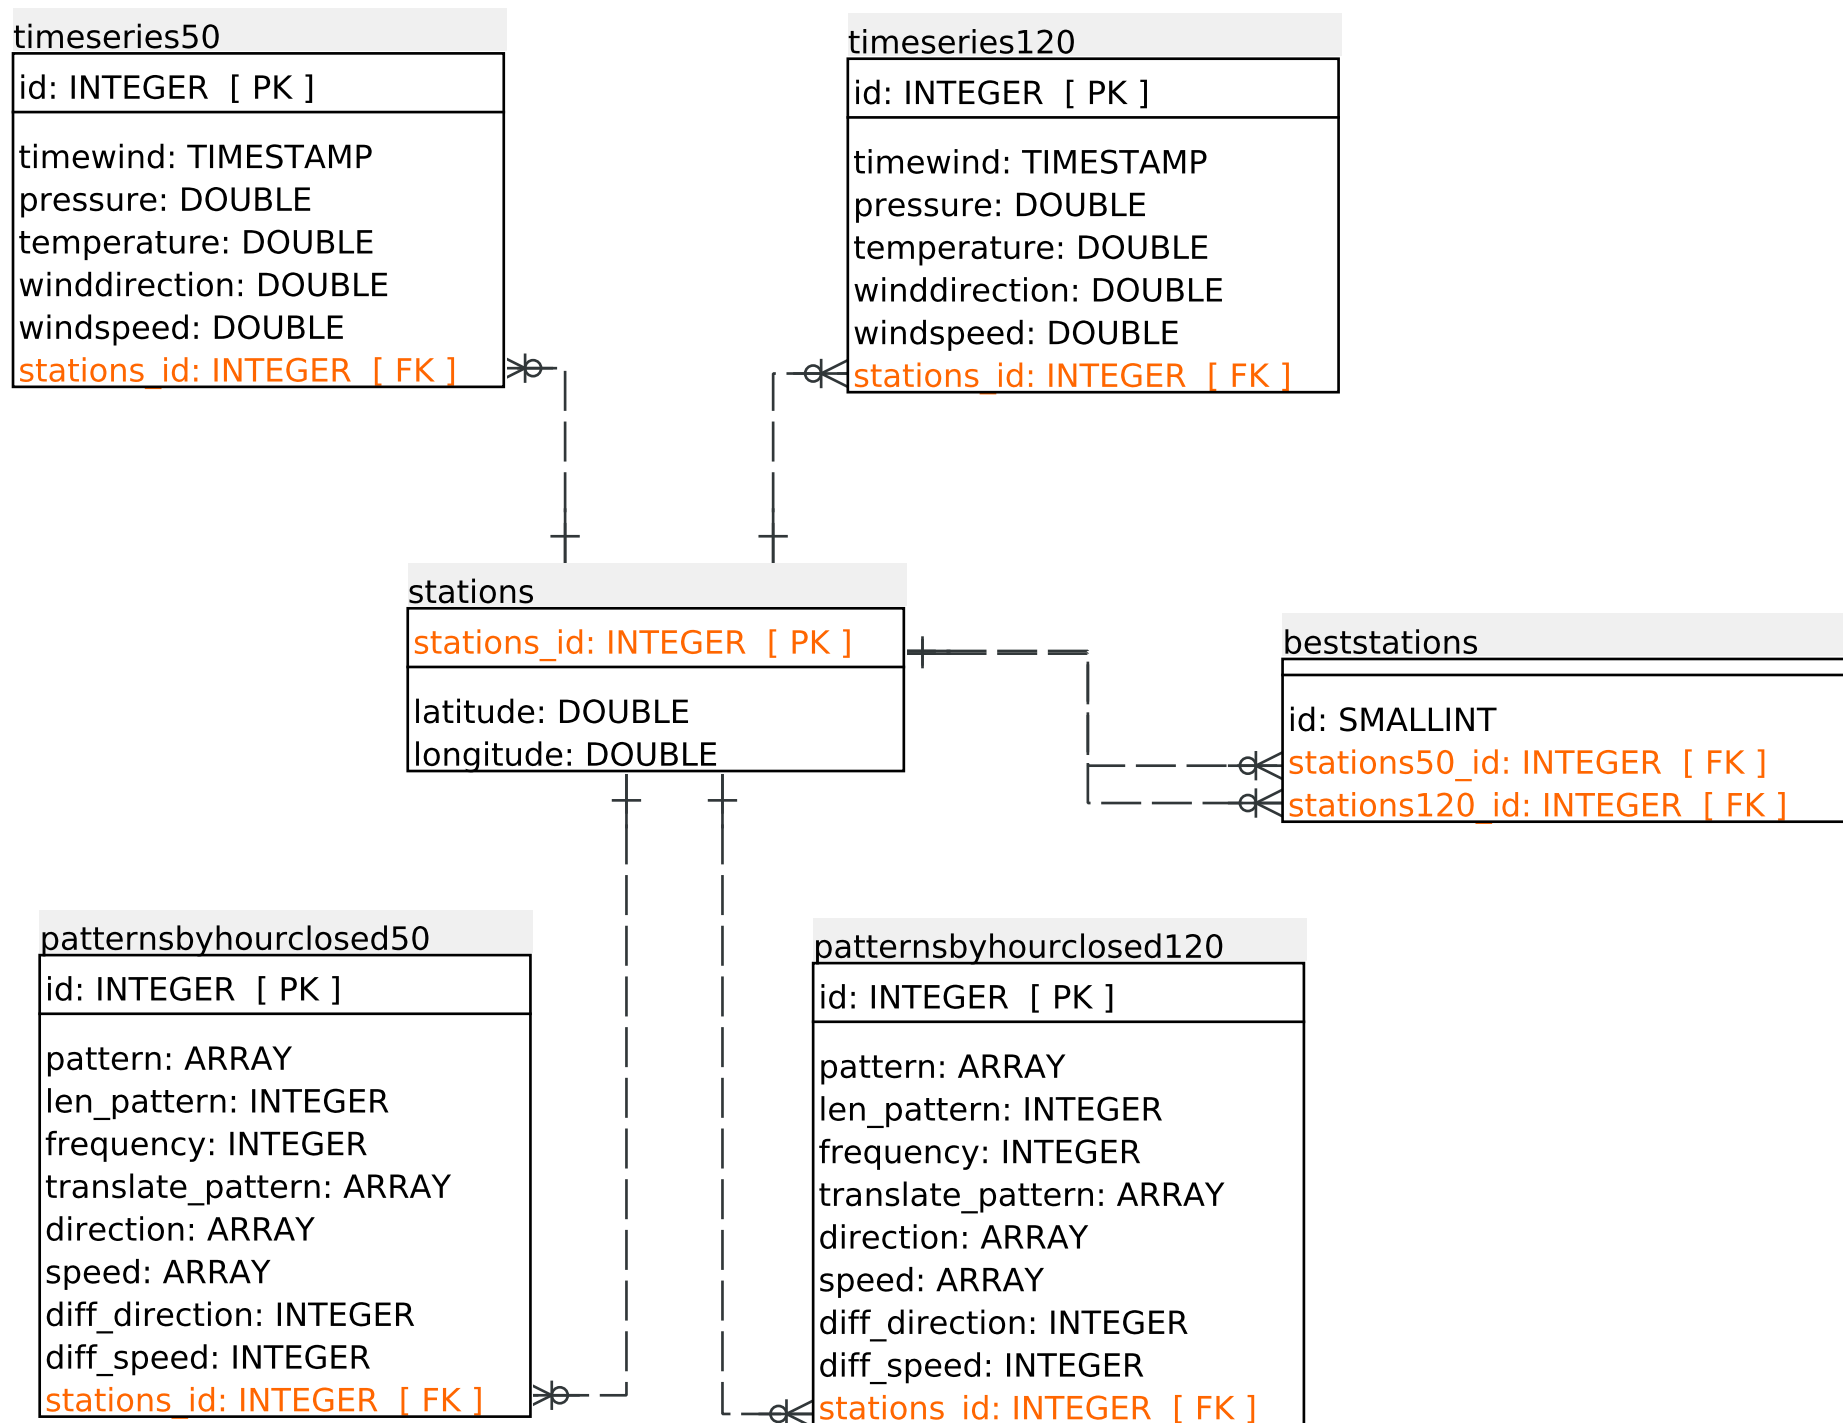 timeseries50
id: INTEGER [ PK ]
timewind: TIMESTAMP
pressure: DOUBLE
temperature: DOUBLE
winddirection: DOUBLE
windspeed: DOUBLE
stations_id: INTEGER [ FK ]
timeseries120
id: INTEGER [ PK ]
timewind: TIMESTAMP
pressure: DOUBLE
temperature: DOUBLE
winddirection: DOUBLE
windspeed: DOUBLE
stations_id: INTEGER [ FK ]
stations
stations_id: INTEGER [ PK ]
latitude: DOUBLE
longitude: DOUBLE
beststations
id: SMALLINT
stations50_id: INTEGER [ FK ]
stations120_id: INTEGER [ FK ]
patternsbyhourclosed50
id: INTEGER [ PK ]
pattern: ARRAY
len_pattern: INTEGER
frequency: INTEGER
translate_pattern: ARRAY
direction: ARRAY
speed: ARRAY
diff_direction: INTEGER
diff_speed: INTEGER
stations_id: INTEGER [ FK ]
patternsbyhourclosed120
id: INTEGER [ PK ]
pattern: ARRAY
len_pattern: INTEGER
frequency: INTEGER
translate_pattern: ARRAY
direction: ARRAY
speed: ARRAY
diff_direction: INTEGER
diff_speed: INTEGER
stations_id: INTEGER [ FK ]